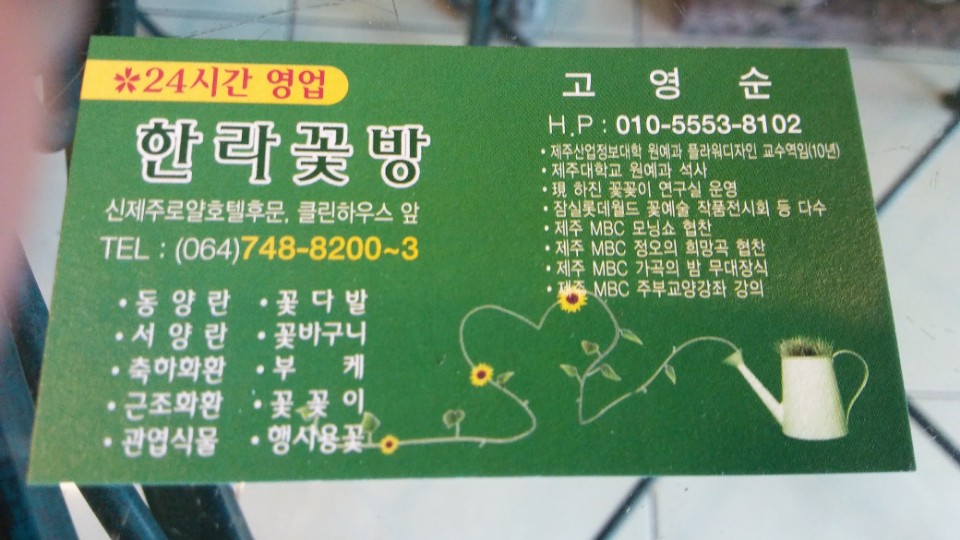 *24시간 영업
한라꽃방
신제주로얄호텔후문, 클린하우스 앞
TEL : (064)748-8200~3
• 동양란 • 꽃다발
• 서양란 • 꽃바구니
• 축하화환 • 부케
• 근조화환 • 꽃꽂이
• 관엽식물 • 행사용꽃
고영순
H.P : 010-5553-8102
• 제주산업정보대학 원예과 플라워디자인 교수역임(10년)
• 제주대학교 원예과 석사
• 現 하진 꽃꽂이 연구실 운영
• 잠실롯데월드 꽃예술 작품전시회 등 다수
• 제주 MBC 모닝쇼 협찬
• 제주 MBC 정오의 희망곡 협찬
• 제주 MBC 가곡의 밤 무대장식
• 제주 MBC 주부교양강좌 강의